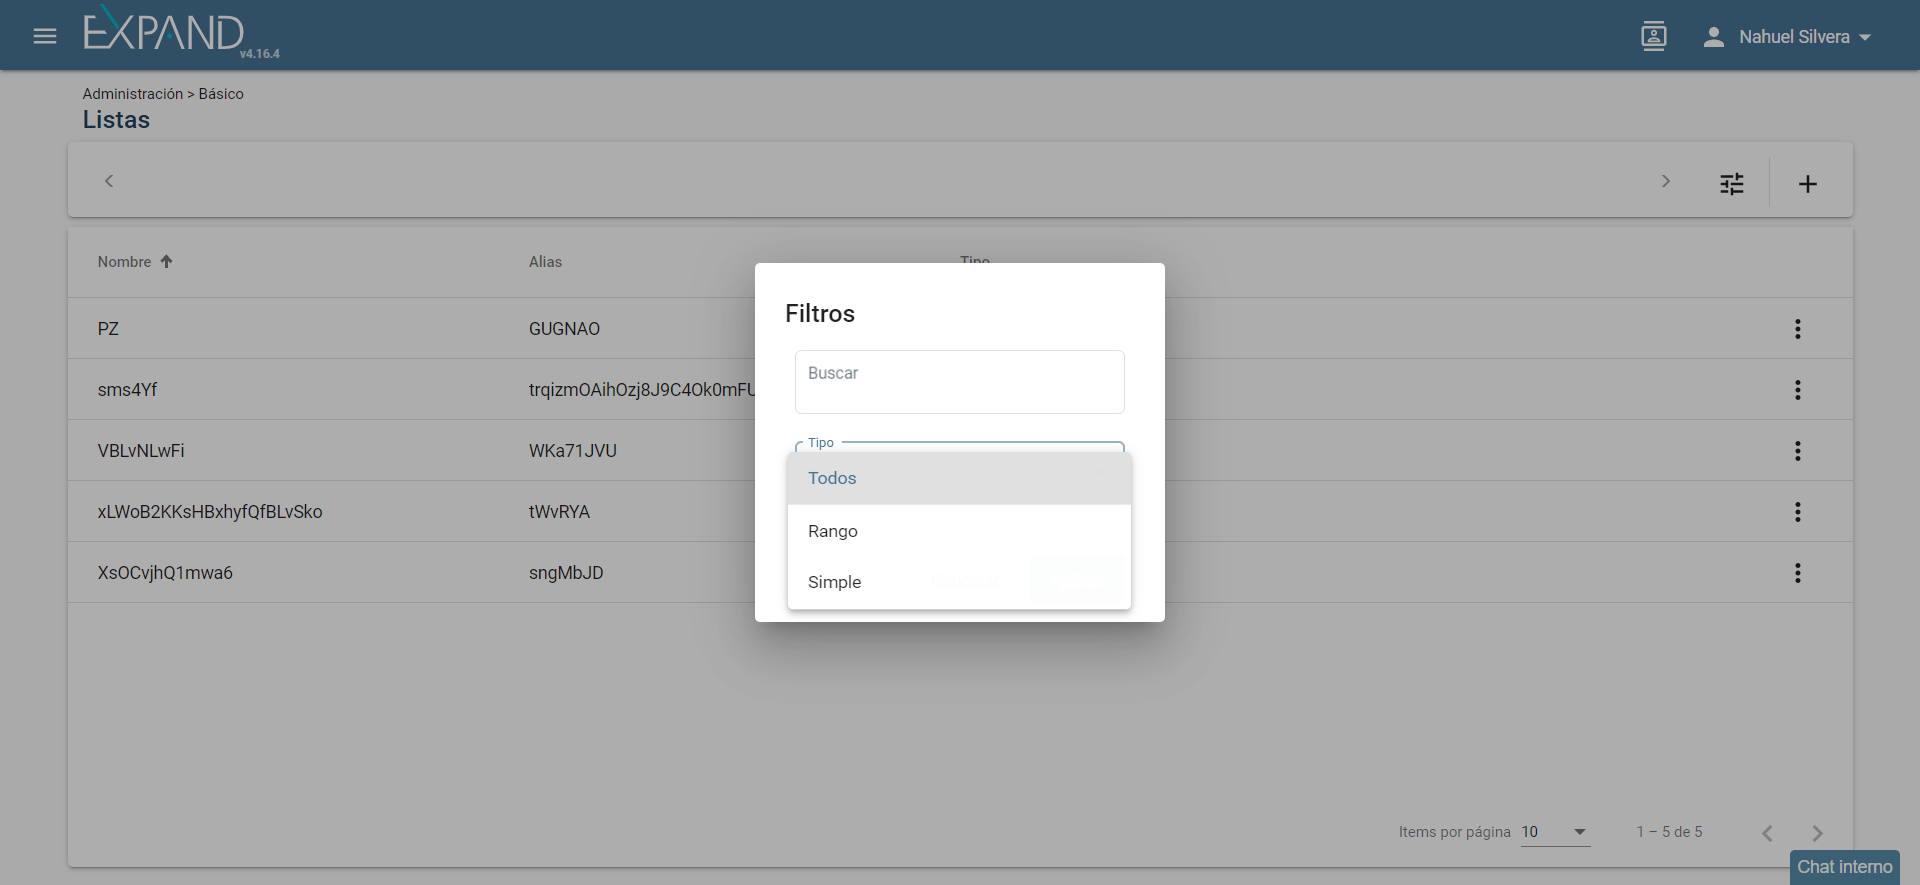 EXPAND
v4.16.4
Nahuel Silvera
Administración > Básico
Listas
Nombre Alias Tipo
PZ GUGNAO
sms4Yf trqizmOAihOzj8J9C4Ok0mFU
VBLvNLwFi WKa71JVU
xLWoB2KKsHBxhyfQfBLvSko tWvRYA
XsOCvjhQ1mwa6 sngMbJD
Filtros
Buscar
Tipo
Todos
Rango
Simple
Items por página 10 1 – 5 de 5
Chat interno